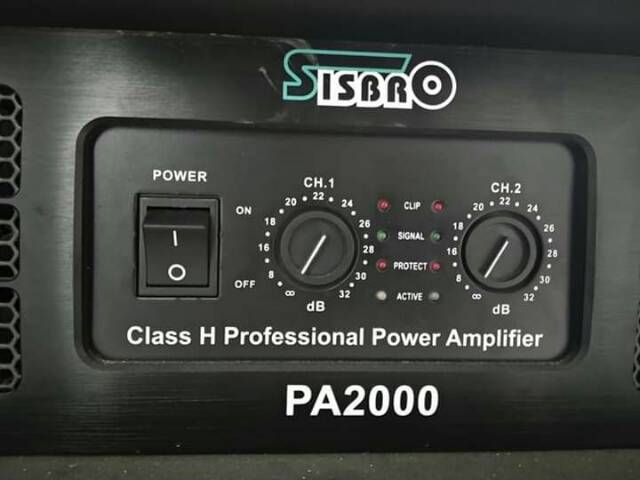 SISBRO
POWER
ON
I
O
OFF
CH.1
8 16 18 20 22 24 26 28 30 32
∞
dB
CLIP
SIGNAL
PROTECT
ACTIVE
CH.2
8 16 18 20 22 24 26 28 30 32
∞
dB
Class H Professional Power Amplifier
PA2000